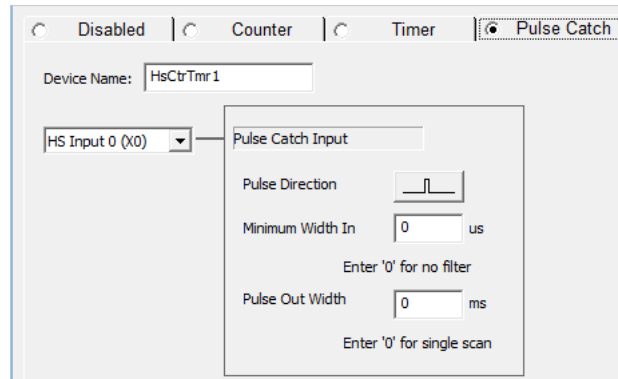 Disabled Counter Timer Pulse Catch
Device Name: HsCtrTmr1
HS Input 0 (X0) Pulse Catch Input
Pulse Direction
Minimum Width In 0 us
Enter '0' for no filter
Pulse Out Width 0 ms
Enter '0' for single scan